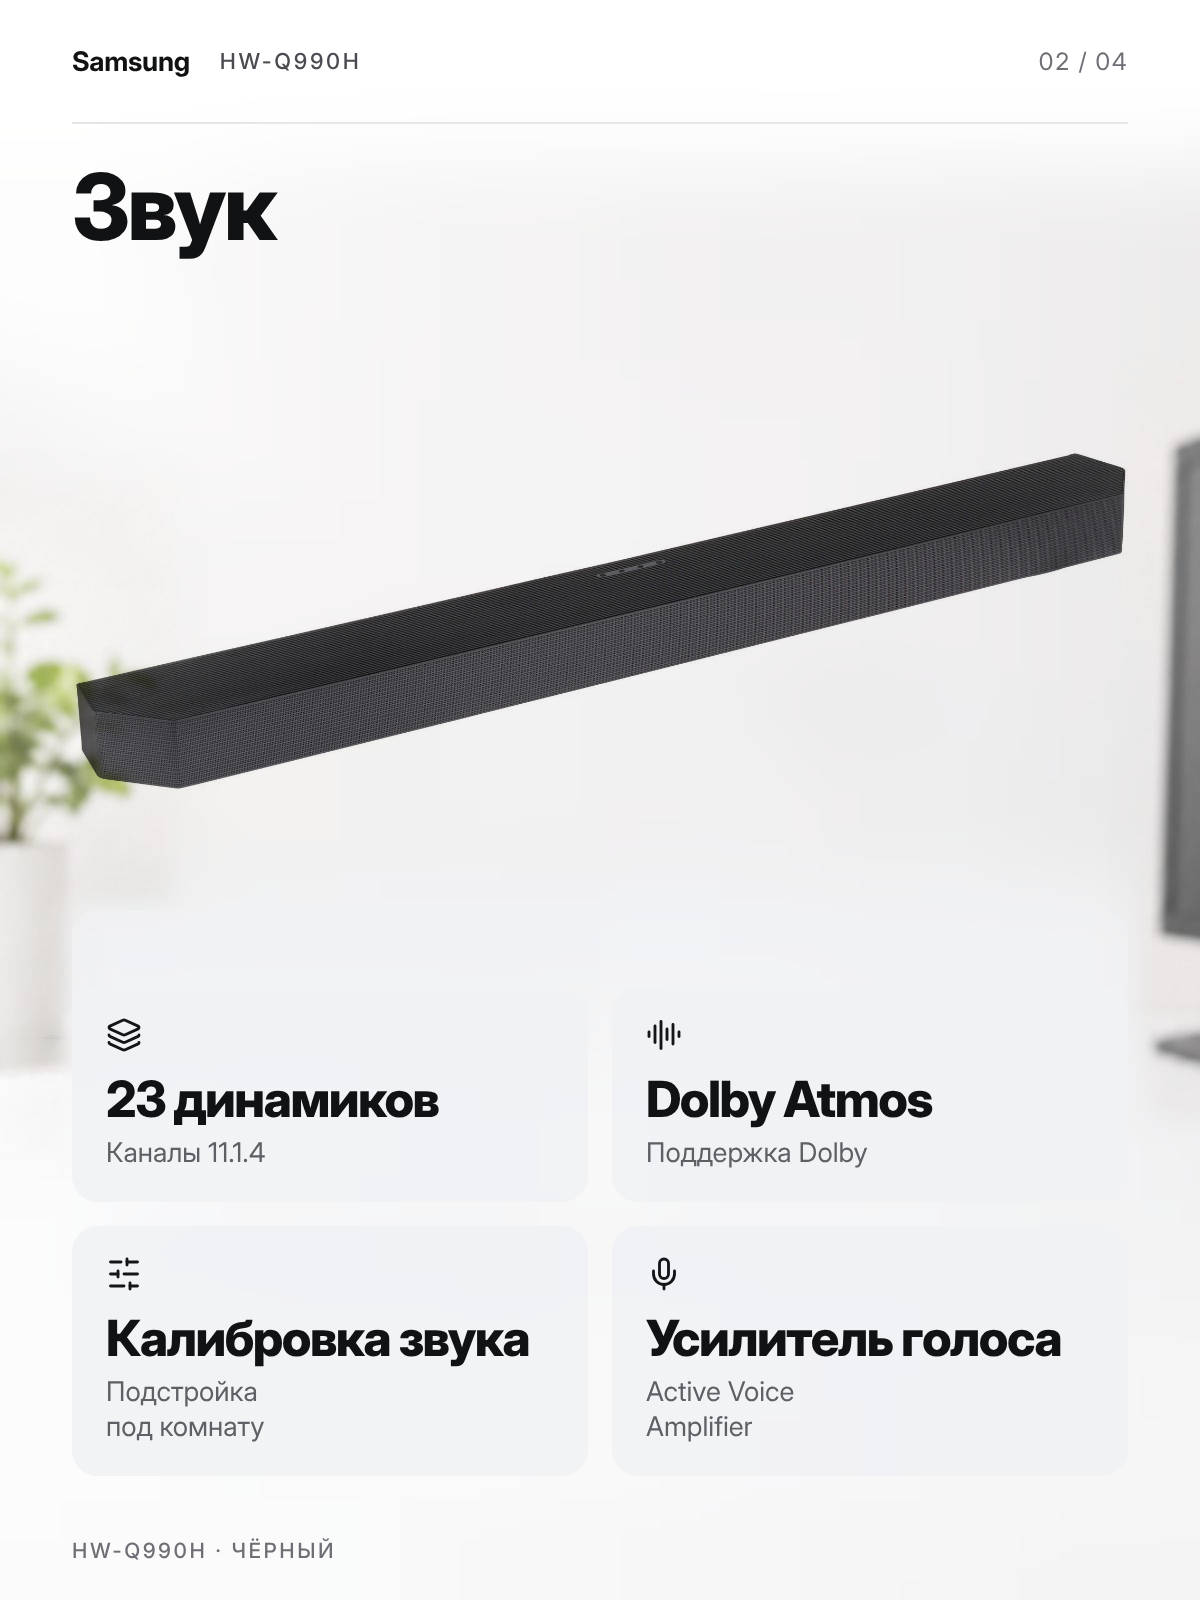 Samsung HW-Q990H 02 / 04
Звук
23 динамиков
Каналы 11.1.4
Dolby Atmos
Поддержка Dolby
Калибровка звука
Подстройка
под комнату
Усилитель голоса
Active Voice
Amplifier
HW-Q990H · ЧЁРНЫЙ